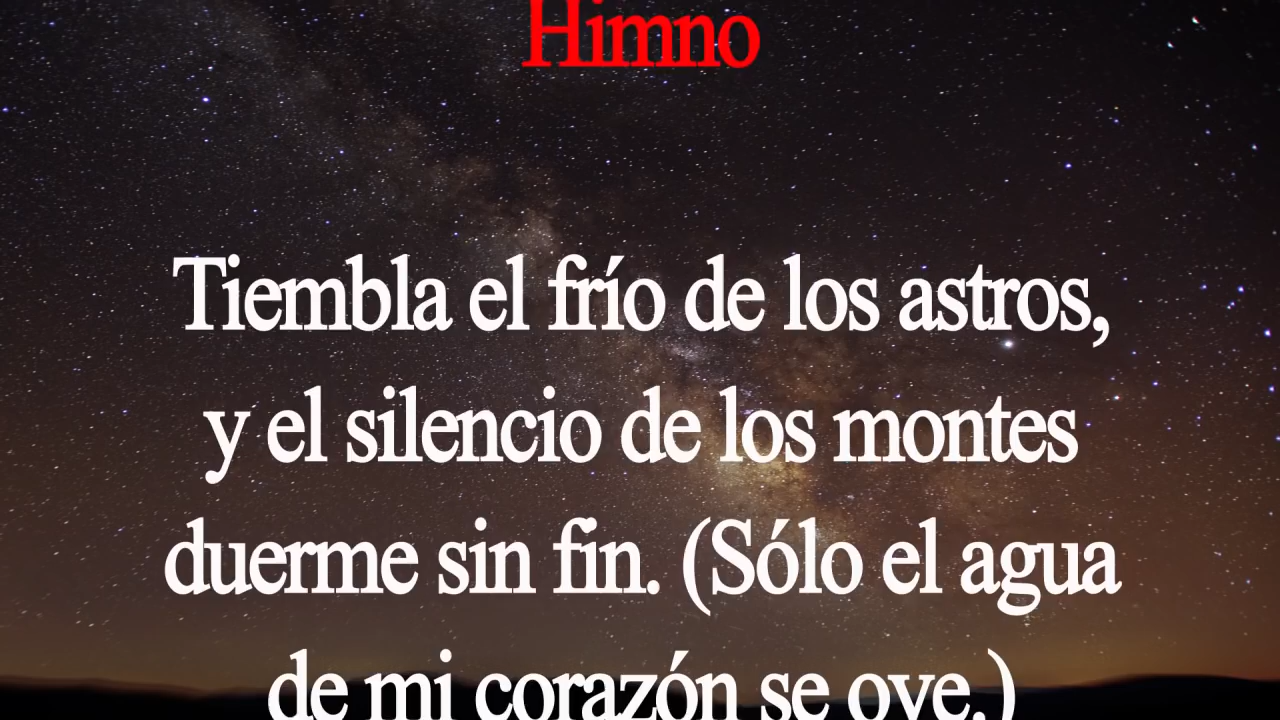 Himno
Tiembla el frío de los astros,
y el silencio de los montes
duerme sin fin. (Sólo el agua
de mi corazón se oye.)